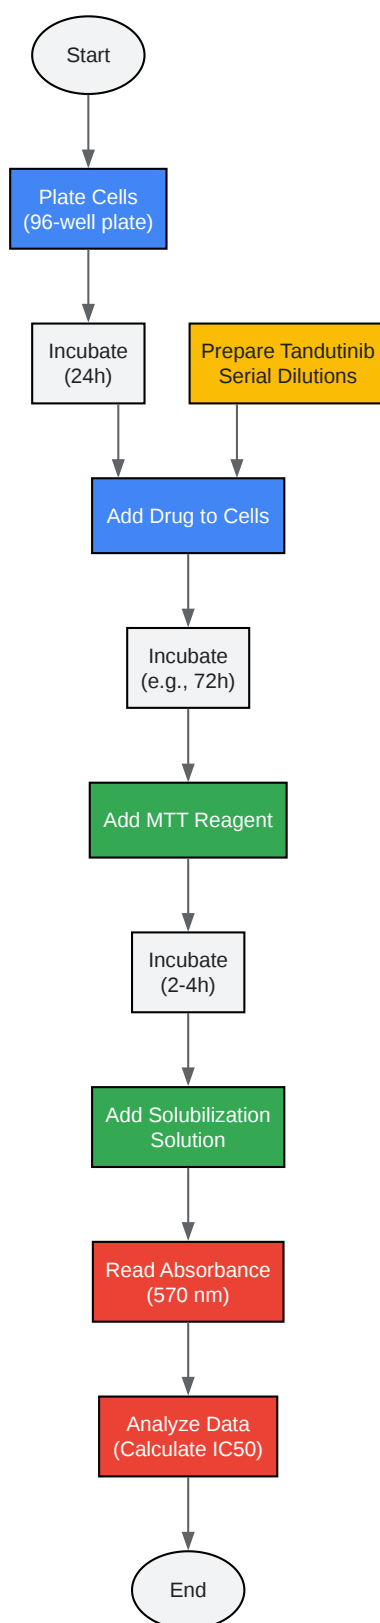 Start
Plate Cells
(96-well plate)
Incubate
(24h)
Prepare Tandutinib
Serial Dilutions
Add Drug to Cells
Incubate
(e.g., 72h)
Add MTT Reagent
Incubate
(2-4h)
Add Solubilization
Solution
Read Absorbance
(570 nm)
Analyze Data
(Calculate IC50)
End